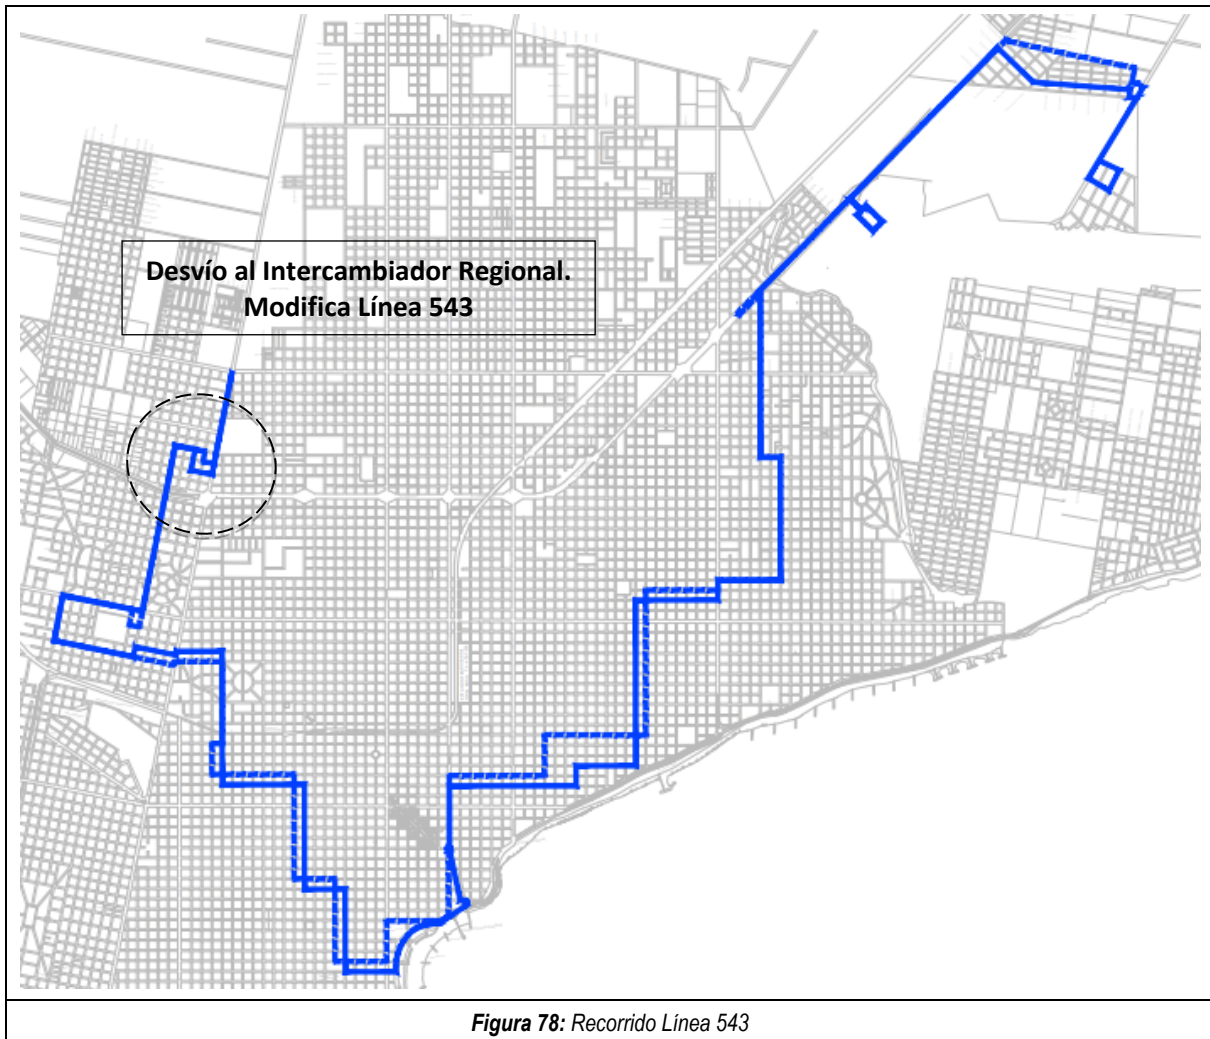 Desvío al Intercambiador Regional.
Modifica Línea 543
Figura 78: Recorrido Línea 543